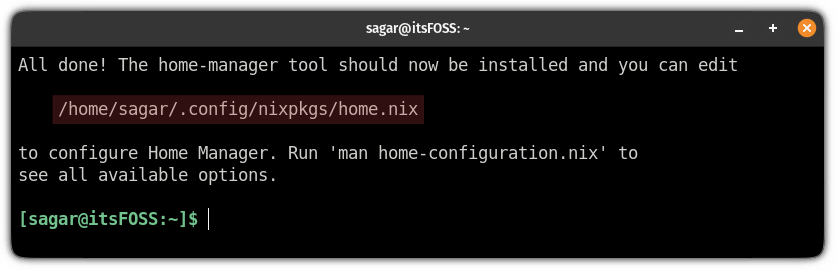 sagar@itsFOSS: ~
All done! The home-manager tool should now be installed and you can edit
/home/sagar/.config/nixpkgs/home.nix
to configure Home Manager. Run 'man home-configuration.nix' to
see all available options.
[sagar@itsFOSS:~]$